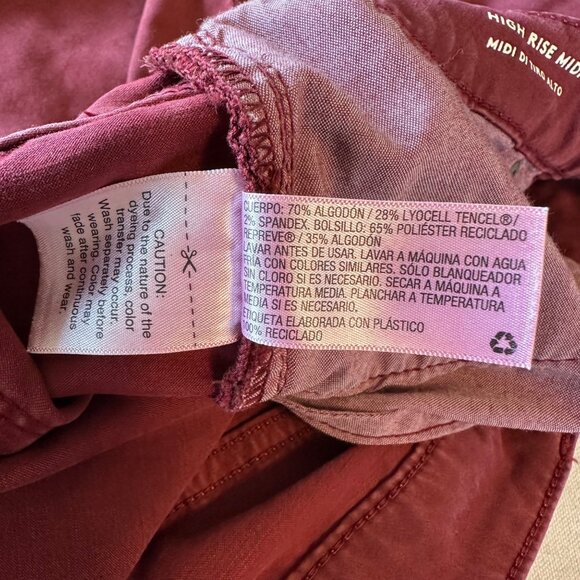 HIGH RISE MIDI
MIDI DI TIRO ALTO
CUERPO: 70% ALGODÓN / 28% LYOCELL TENCEL® /
2% SPANDEX. BOLSILLO: 65% POLIÉSTER RECICLADO
REPREVE® / 35% ALGODÓN
LAVAR ANTES DE USAR. LAVAR A MÁQUINA CON AGUA
FRÍA CON COLORES SIMILARES. SÓLO BLANQUEADOR
SIN CLORO SI ES NECESARIO. SECAR A MÁQUINA A
TEMPERATURA MEDIA. PLANCHAR A TEMPERATURA
MEDIA SI ES NECESARIO.
ETIQUETA ELABORADA CON PLÁSTICO
100% RECICLADO
CAUTION:
Due to the nature of the
dyeing process, color
transfer may occur.
Wash separately before
wearing. Color may
fade after continuous
wash and wear.